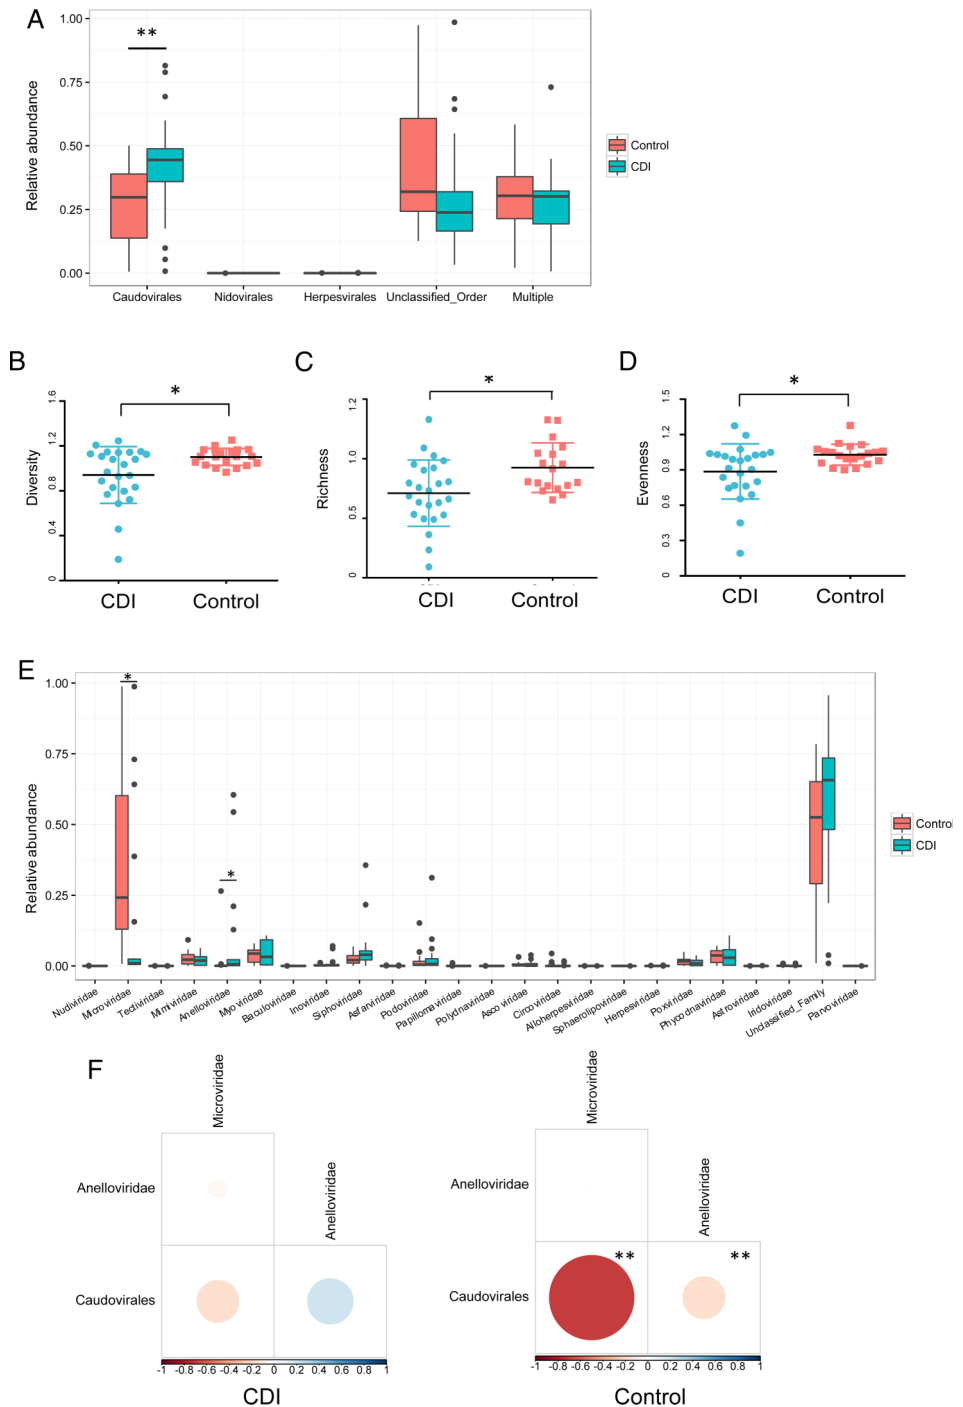 A
**
1.00
0.75
0.50
0.25
0.00
Relative abundance
Caudovirales Nidovirales Herpesvirales Unclassified_Order Multiple
Control
CDI
B
*
1.6
1.2
0.8
0.4
0
Diversity
CDI Control
C
*
1.2
1.0
0.5
0
Richness
CDI Control
D
*
1.5
1.2
0.9
0.6
0.3
0
Evenness
CDI Control
E
*
*
1.00
0.75
0.50
0.25
0.00
Relative abundance
Nudiviridae Microviridae Tectiviridae Mimiviridae Anelloviridae Myoviridae Baculoviridae Inoviridae Siphoviridae Asfarviridae Podoviridae Papillomaviridae Polydnaviridae Ascoviridae Circoviridae Alloherpesviridae Sphaerolipoviridae Herpesviridae Poxviridae Phycodnaviridae Astroviridae Iridoviridae Unclassified_Family Parvoviridae
Control
CDI
F
Microviridae
Anelloviridae
Anelloviridae
Caudovirales
-1 -0.8 -0.6 -0.4 -0.2 0 0.2 0.4 0.6 0.8 1
CDI
Microviridae
Anelloviridae
Anelloviridae
**
**
Caudovirales
-1 -0.8 -0.6 -0.4 -0.2 0 0.2 0.4 0.6 0.8 1
Control